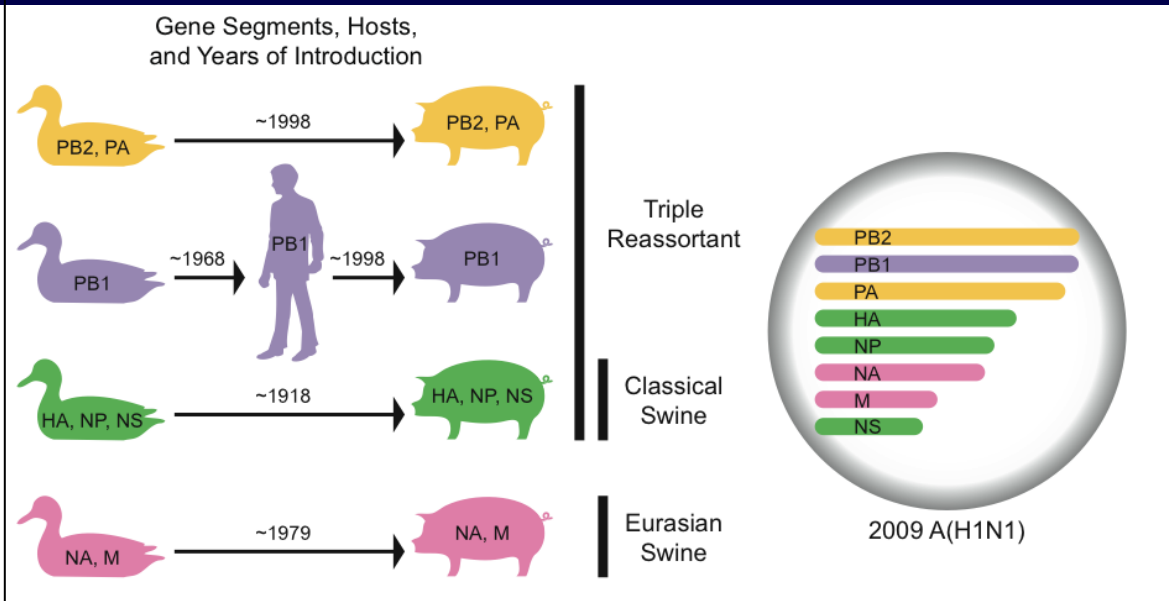 Gene Segments, Hosts,
and Years of Introduction
PB2, PA
~1998
PB2, PA
PB1
~1968
PB1
~1998
PB1
HA, NP, NS
~1918
HA, NP, NS
NA, M
~1979
NA, M
Triple
Reassortant
Classical
Swine
Eurasian
Swine
PB2
PB1
PA
HA
NP
NA
M
NS
2009 A(H1N1)